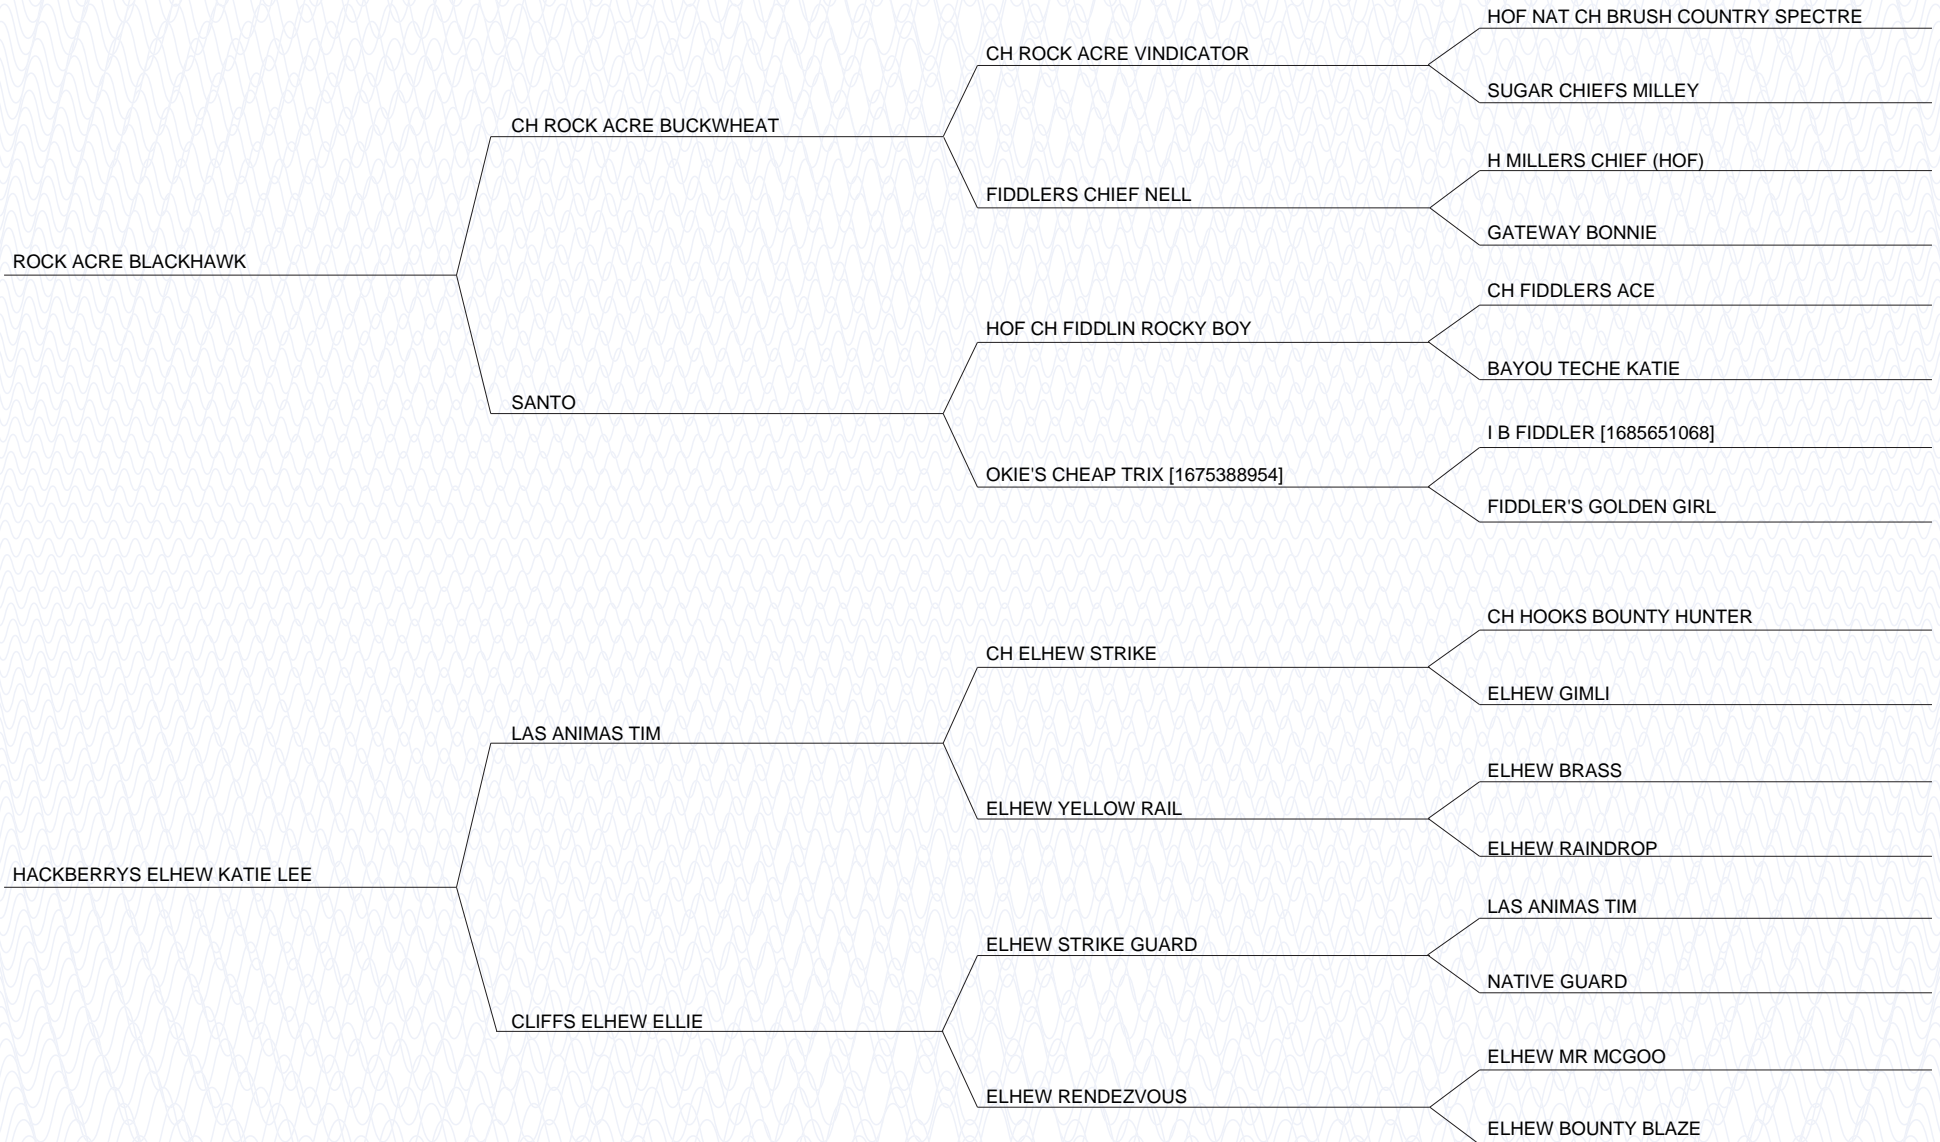 HOF NAT CH BRUSH COUNTRY SPECTRE
CH ROCK ACRE VINDICATOR
SUGAR CHIEFS MILLEY
CH ROCK ACRE BUCKWHEAT
H MILLERS CHIEF (HOF)
FIDDLERS CHIEF NELL
GATEWAY BONNIE
ROCK ACRE BLACKHAWK
CH FIDDLERS ACE
HOF CH FIDDLIN ROCKY BOY
BAYOU TECHE KATIE
SANTO
I B FIDDLER [1685651068]
OKIE'S CHEAP TRIX [1675388954]
FIDDLER'S GOLDEN GIRL
CH HOOKS BOUNTY HUNTER
CH ELHEW STRIKE
ELHEW GIMLI
LAS ANIMAS TIM
ELHEW BRASS
ELHEW YELLOW RAIL
ELHEW RAINDROP
HACKBERRYS ELHEW KATIE LEE
LAS ANIMAS TIM
ELHEW STRIKE GUARD
NATIVE GUARD
CLIFFS ELHEW ELLIE
ELHEW MR MCGOO
ELHEW RENDEZVOUS
ELHEW BOUNTY BLAZE